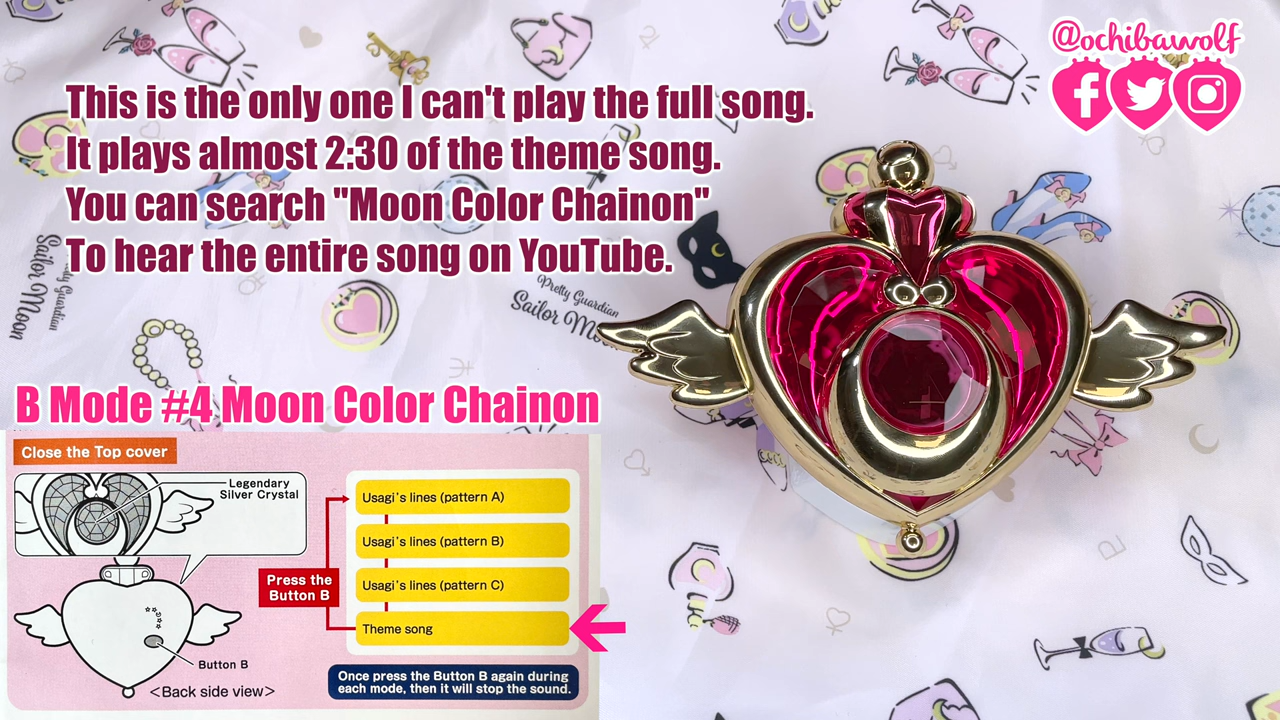 @ochibawolf
This is the only one I can't play the full song.
It plays almost 2:30 of the theme song.
You can search "Moon Color Chainon"
To hear the entire song on YouTube.
Guardian
Sailor Moon
Pretty Guardian
Sailor M
B Mode #4 Moon Color Chainon
Close the Top cover
Legendary
Silver Crystal
Usagi's lines (pattern A)
Usagi's lines (pattern B)
Usagi's lines (pattern C)
Theme song
Press the
Button B
Button B
<Back side view>
Once press the Button B again during
each mode, then it will stop the sound.